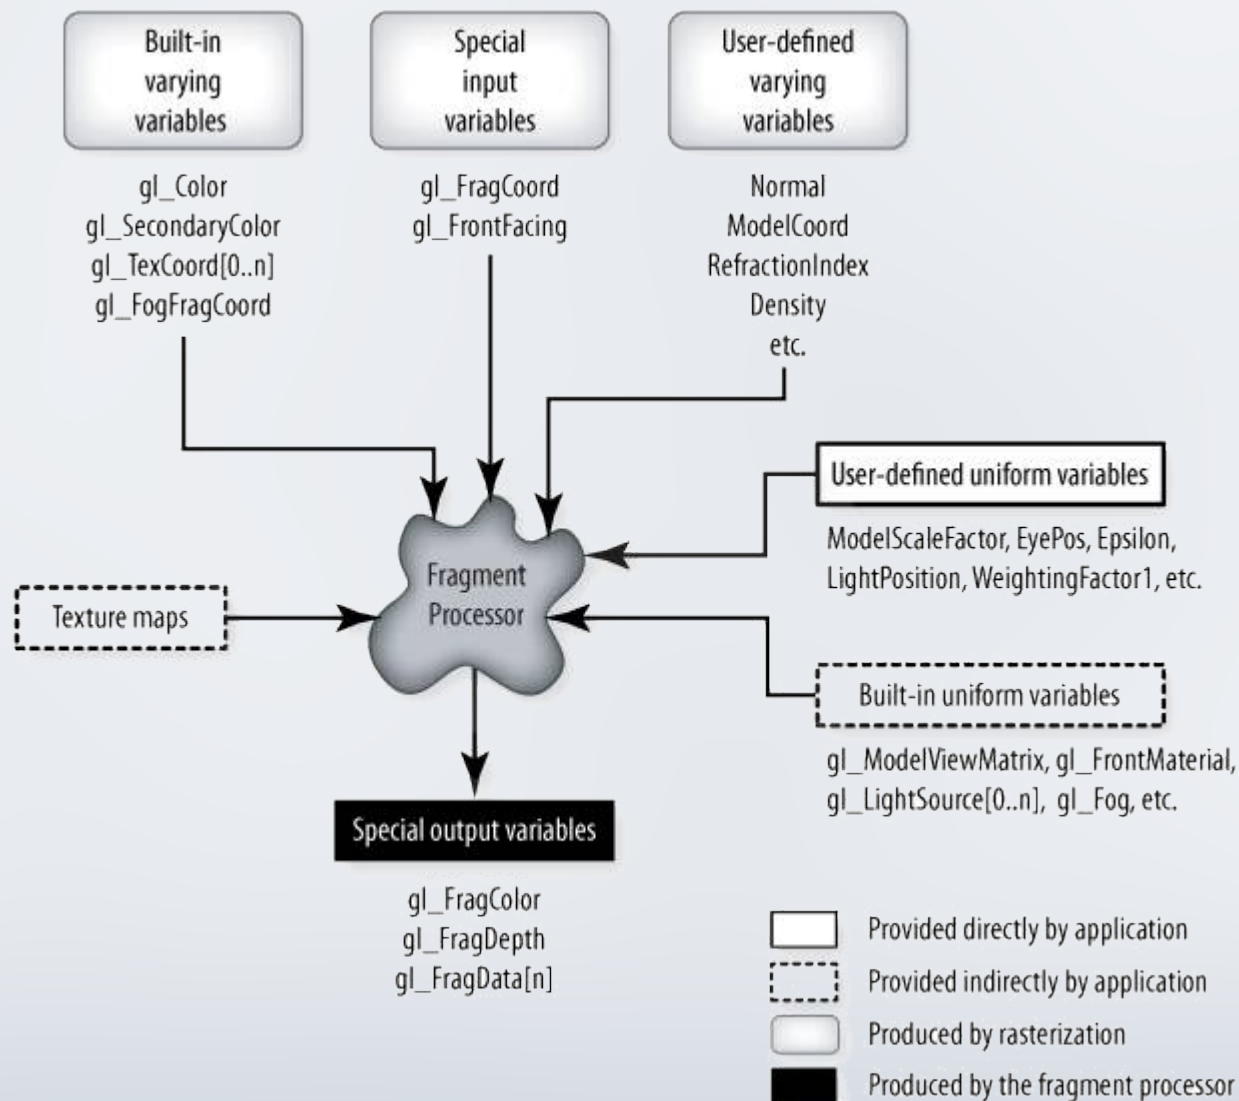 Built-in
varying
variables
Special
input
variables
User-defined
varying
variables
gl_Color
gl_SecondaryColor
gl_TexCoord[0..n]
gl_FogFragCoord
gl_FragCoord
gl_FrontFacing
Normal
ModelCoord
RefractionIndex
Density
etc.
User-defined uniform variables
ModelScaleFactor, EyePos, Epsilon,
LightPosition, WeightingFactor1, etc.
Fragment
Processor
Texture maps
Built-in uniform variables
gl_ModelViewMatrix, gl_FrontMaterial,
gl_LightSource[0..n], gl_Fog, etc.
Special output variables
gl_FragColor
gl_FragDepth
gl_FragData[n]
Provided directly by application
Provided indirectly by application
Produced by rasterization
Produced by the fragment processor